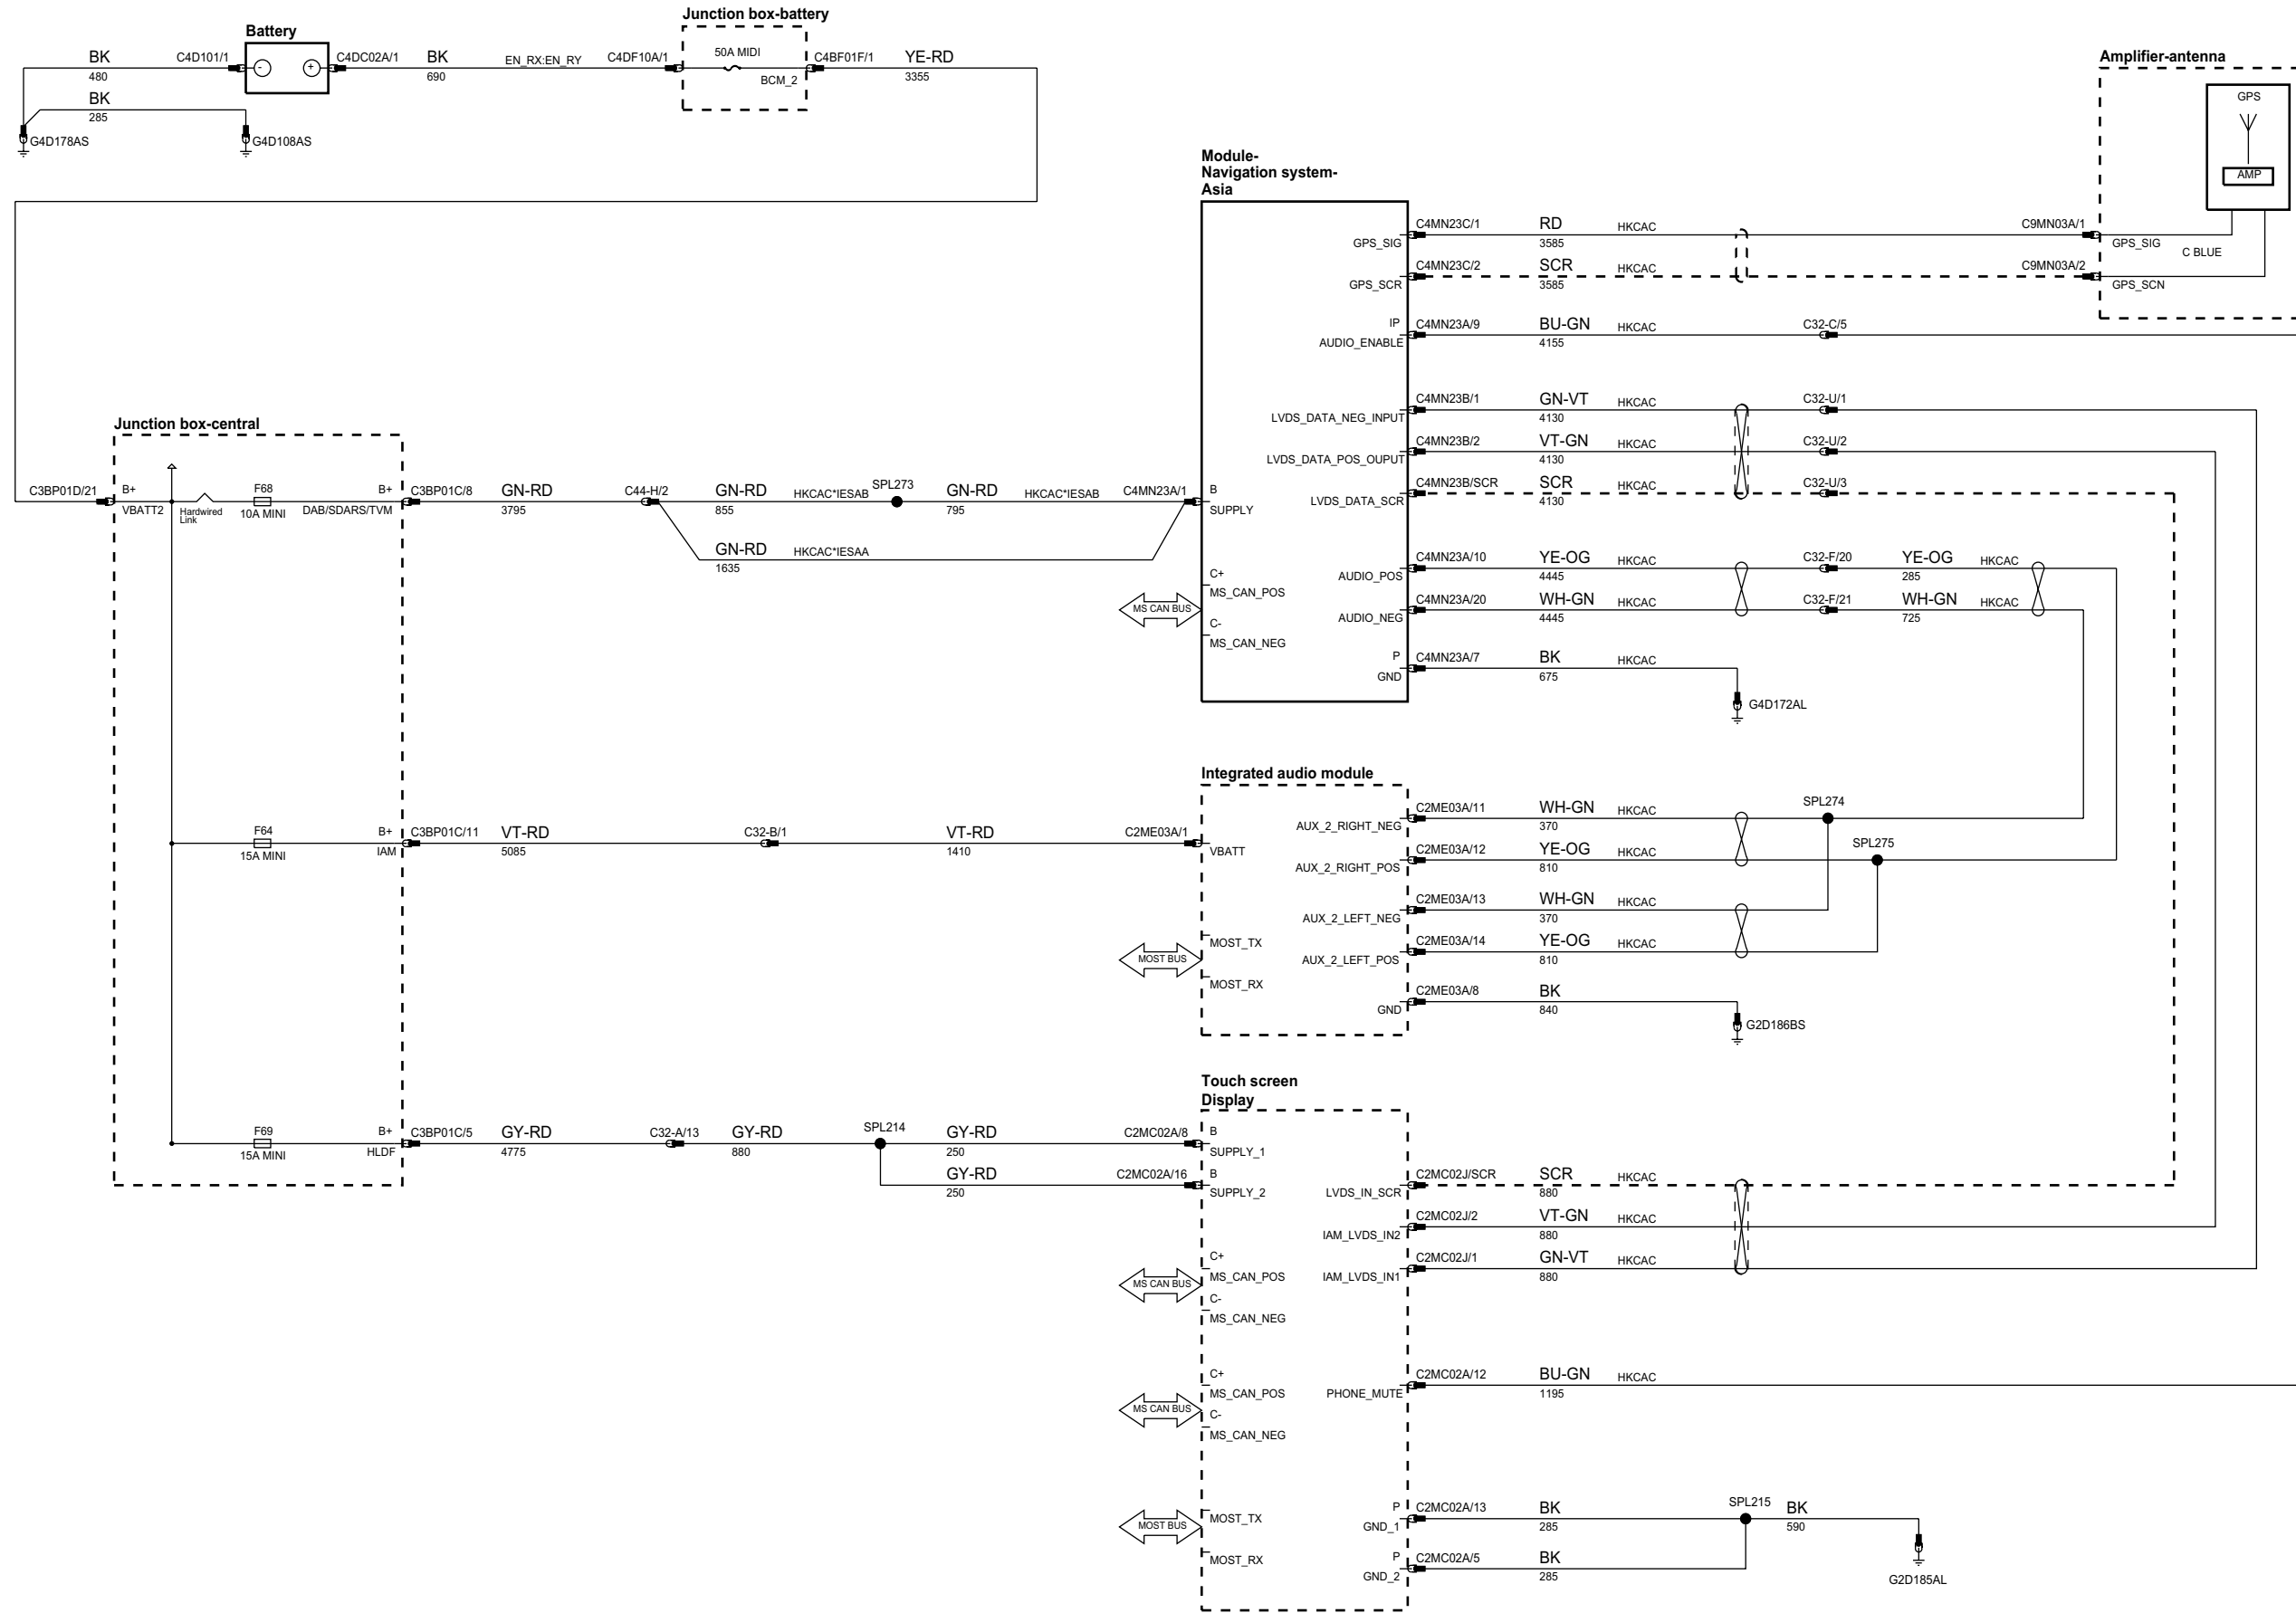 Junction box-battery
Battery
BK
480
C4D101/1
-
+
C4DC02A/1
BK
690
EN_RX:EN_RY
C4DF10A/1
50A MIDI
BCM_2
C4BF01F/1
YE-RD
3355
BK
285
G4D178AS
G4D108AS
Amplifier-antenna
GPS
AMP
GPS_SIG
C BLUE
GPS_SCN
Module-
Navigation system-
Asia
GPS_SIG
C4MN23C/1
RD
3585
HKCAC
C9MN03A/1
GPS_SCR
C4MN23C/2
SCR
3585
HKCAC
C9MN03A/2
IP
AUDIO_ENABLE
C4MN23A/9
BU-GN
4155
HKCAC
C32-C/5
LVDS_DATA_NEG_INPUT
C4MN23B/1
GN-VT
4130
HKCAC
C32-U/1
LVDS_DATA_POS_OUPUT
C4MN23B/2
VT-GN
4130
HKCAC
C32-U/2
LVDS_DATA_SCR
C4MN23B/SCR
SCR
4130
HKCAC
C32-U/3
AUDIO_POS
C4MN23A/10
YE-OG
4445
HKCAC
C32-F/20
YE-OG
285
HKCAC
AUDIO_NEG
C4MN23A/20
WH-GN
4445
HKCAC
C32-F/21
WH-GN
725
HKCAC
P
GND
C4MN23A/7
BK
675
HKCAC
G4D172AL
B
SUPPLY
C+
MS_CAN_POS
MS CAN BUS
C-
MS_CAN_NEG
Junction box-central
C3BP01D/21
B+
VBATT2
Hardwired
Link
F68
10A MINI
B+
DAB/SDARS/TVM
C3BP01C/8
GN-RD
3795
C44-H/2
GN-RD
855
HKCAC*IESAB
SPL273
GN-RD
795
HKCAC*IESAB
C4MN23A/1
GN-RD
1635
HKCAC*IESAA
F64
15A MINI
B+
IAM
C3BP01C/11
VT-RD
5085
C32-B/1
VT-RD
1410
C2ME03A/1
F69
15A MINI
B+
HLDF
C3BP01C/5
GY-RD
4775
C32-A/13
GY-RD
880
SPL214
GY-RD
250
C2MC02A/8
GY-RD
250
C2MC02A/16
Integrated audio module
VBATT
MOST_TX
MOST BUS
MOST_RX
AUX_2_RIGHT_NEG
C2ME03A/11
WH-GN
370
HKCAC
SPL274
AUX_2_RIGHT_POS
C2ME03A/12
YE-OG
810
HKCAC
SPL275
AUX_2_LEFT_NEG
C2ME03A/13
WH-GN
370
HKCAC
AUX_2_LEFT_POS
C2ME03A/14
YE-OG
810
HKCAC
GND
C2ME03A/8
BK
840
G2D186BS
Touch screen
Display
B
SUPPLY_1
B
SUPPLY_2
LVDS_IN_SCR
C2MC02J/SCR
SCR
880
HKCAC
IAM_LVDS_IN2
C2MC02J/2
VT-GN
880
HKCAC
IAM_LVDS_IN1
C2MC02J/1
GN-VT
880
HKCAC
C+
MS_CAN_POS
MS CAN BUS
C-
MS_CAN_NEG
C+
MS_CAN_POS
MS CAN BUS
C-
MS_CAN_NEG
PHONE_MUTE
C2MC02A/12
BU-GN
1195
HKCAC
MOST_TX
MOST BUS
MOST_RX
P
GND_1
C2MC02A/13
BK
285
SPL215
BK
590
P
GND_2
C2MC02A/5
BK
285
G2D185AL